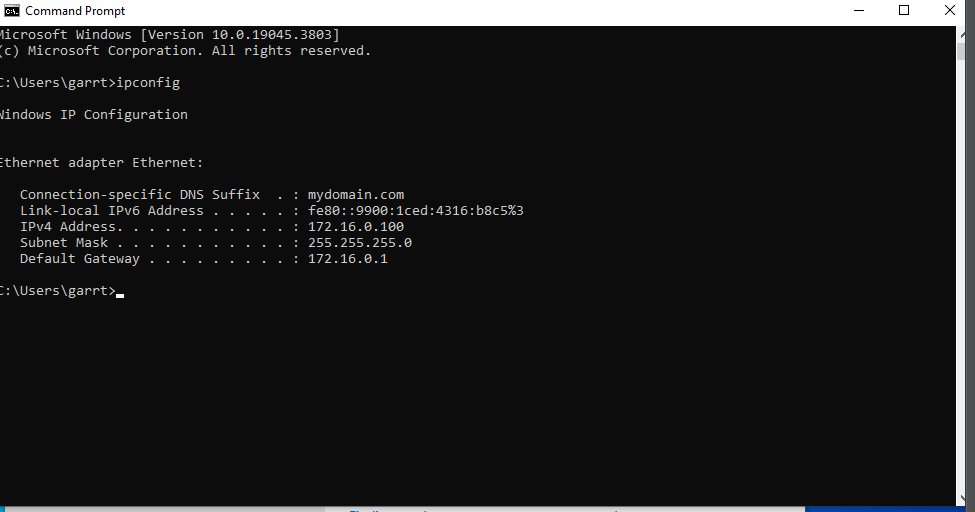 Command Prompt
Microsoft Windows [Version 10.0.19045.3803]
(c) Microsoft Corporation. All rights reserved.
C:\Users\garrt>ipconfig
Windows IP Configuration
Ethernet adapter Ethernet:
Connection-specific DNS Suffix  . : mydomain.com
Link-local IPv6 Address . . . . . : fe80::9900:1ced:4316:b8c5%3
IPv4 Address. . . . . . . . . . . : 172.16.0.100
Subnet Mask . . . . . . . . . . . : 255.255.255.0
Default Gateway . . . . . . . . . : 172.16.0.1
C:\Users\garrt>